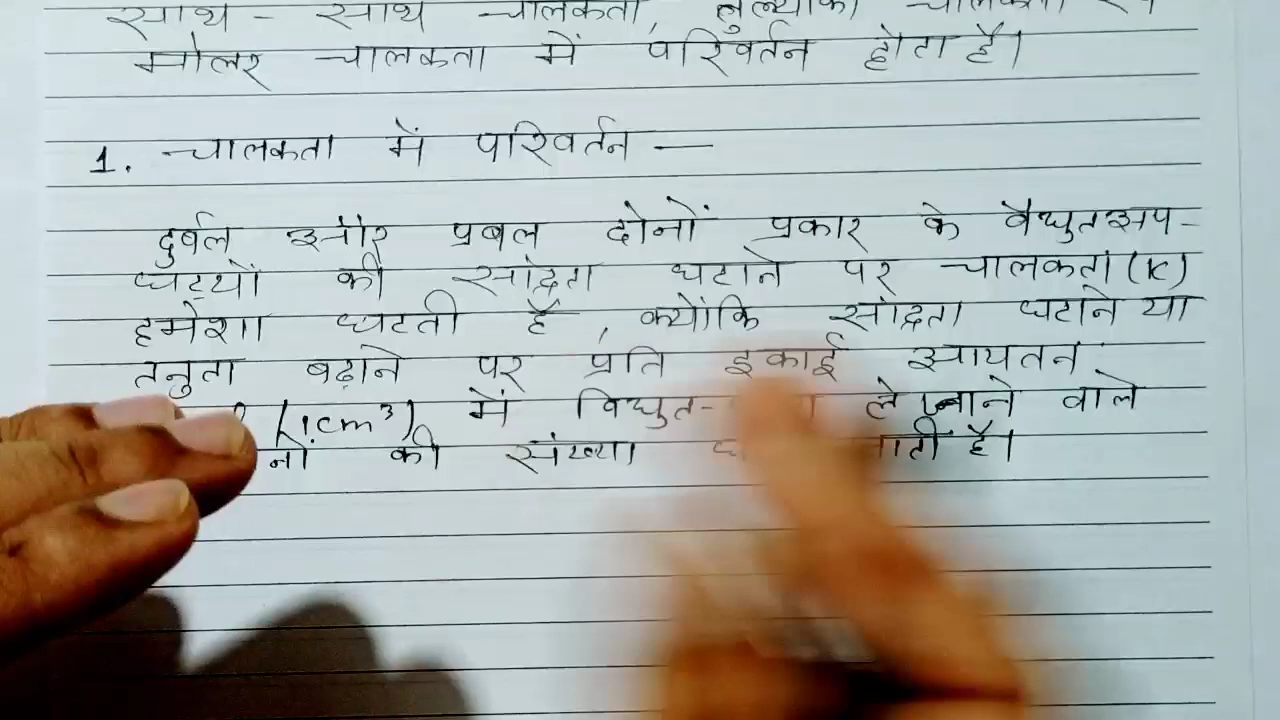 साथ - साथ चालकता, तुल्यांकी चालकता
मोलर चालकता में परिवर्तन होता है।
1. चालकता में परिवर्तन —
दुर्बल और प्रबल दोनों प्रकार के वैधुतअप-
घट्यों की सांद्रता घटाने पर चालकता (K)
हमेशा घटती है, क्योंकि सांद्रता घटाने या
तनुता बढ़ाने पर प्रति इकाई आयतन
(1cm³) में विधुत- ले जाने वाले
की संख्या है।